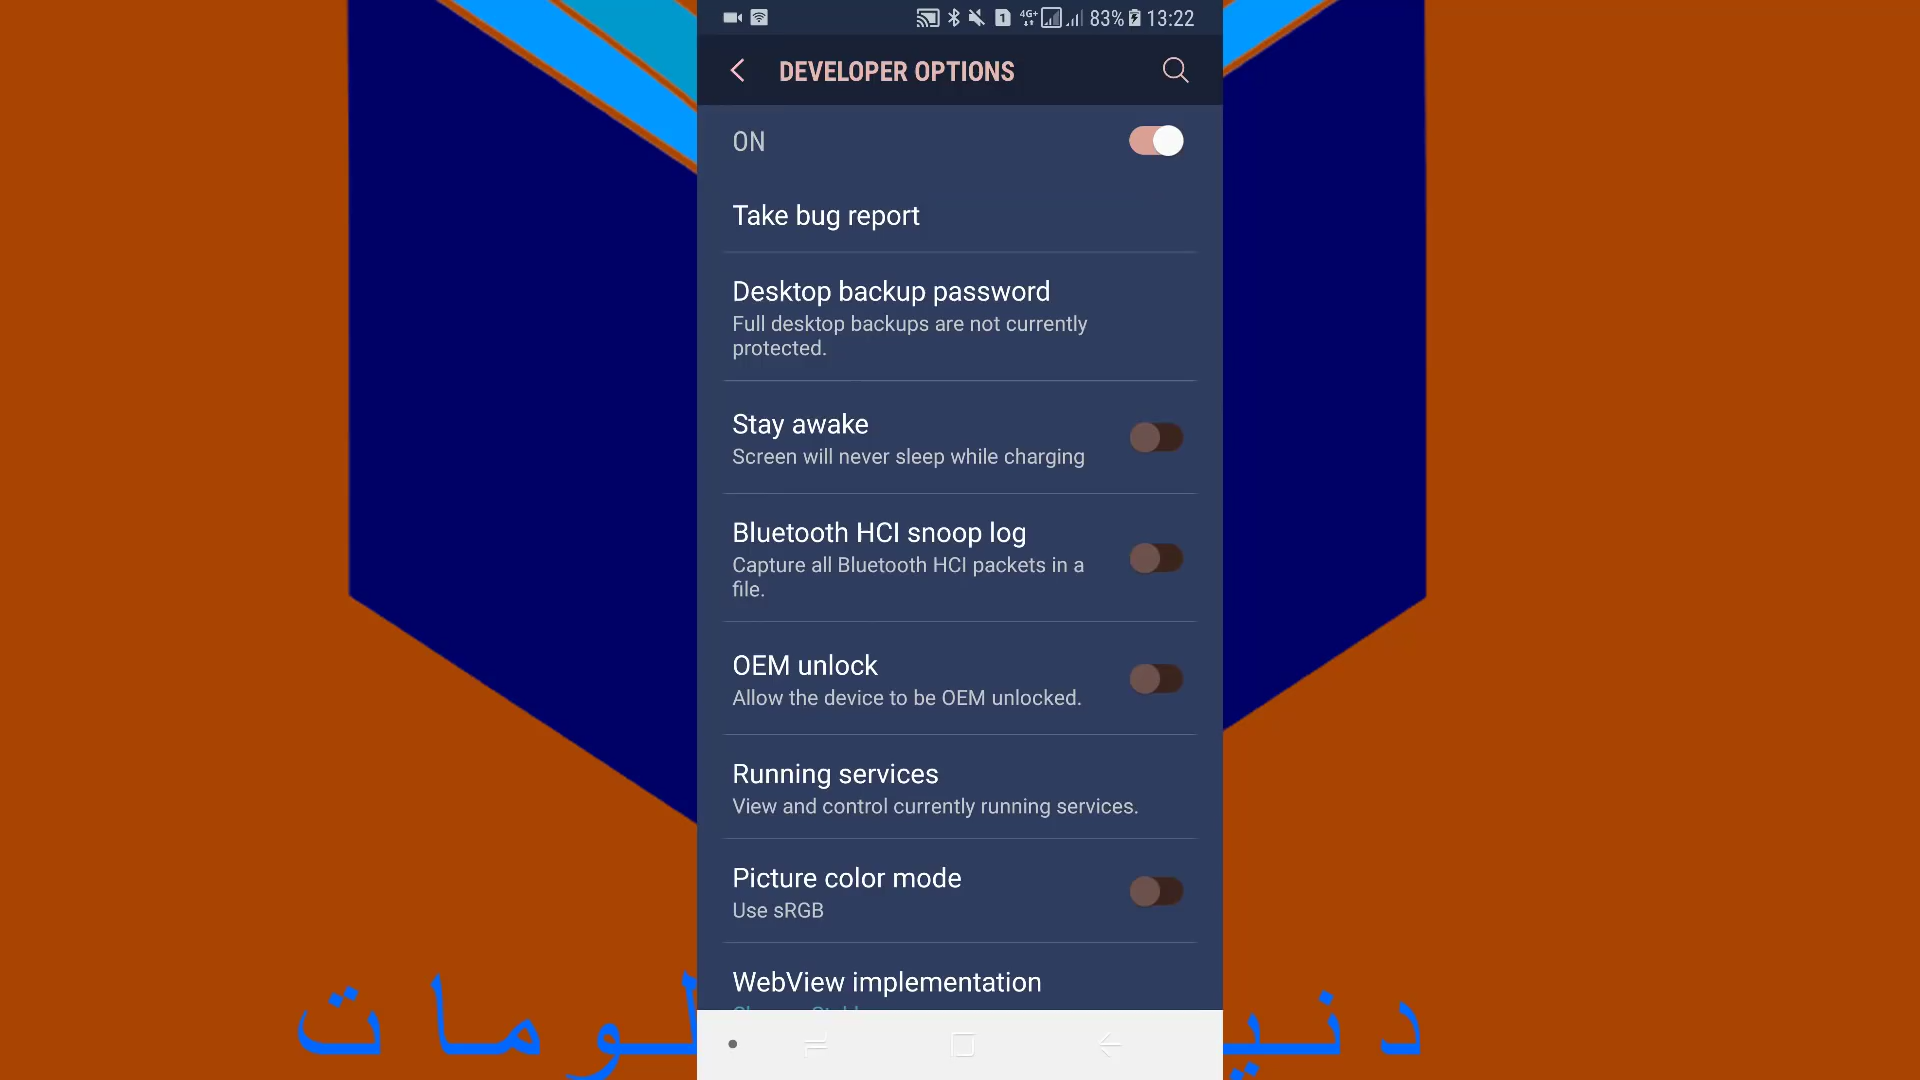 4G+ 83% 13:22
DEVELOPER OPTIONS
ON
Take bug report
Desktop backup password
Full desktop backups are not currently
protected.
Stay awake
Screen will never sleep while charging
Bluetooth HCI snoop log
Capture all Bluetooth HCI packets in a
file.
OEM unlock
Allow the device to be OEM unlocked.
Running services
View and control currently running services.
Picture color mode
Use sRGB
WebView implementation